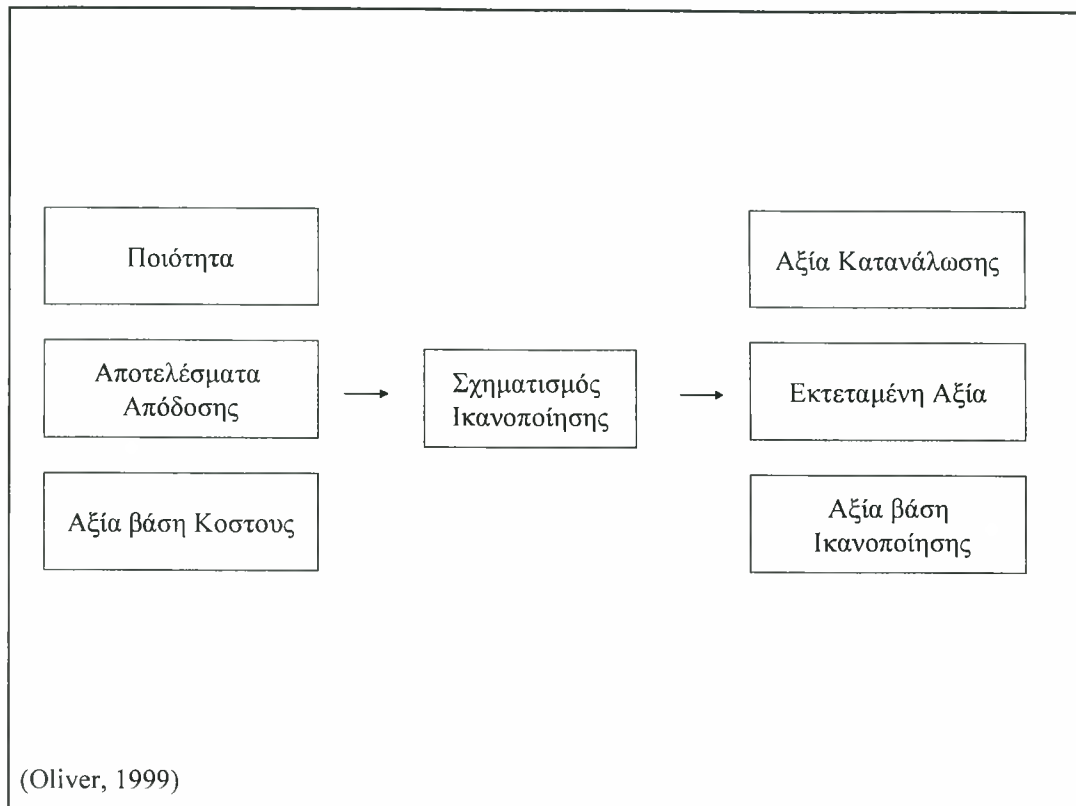 Ποιότητα
Αποτελέσματα
Απόδοσης
Αξία βάση Κοστους
Σχηματισμός
Ικανοποίησης
Αξία Κατανάλωσης
Εκτεταμένη Αξία
Αξία βάση
Ικανοποίησης
(Oliver, 1999)